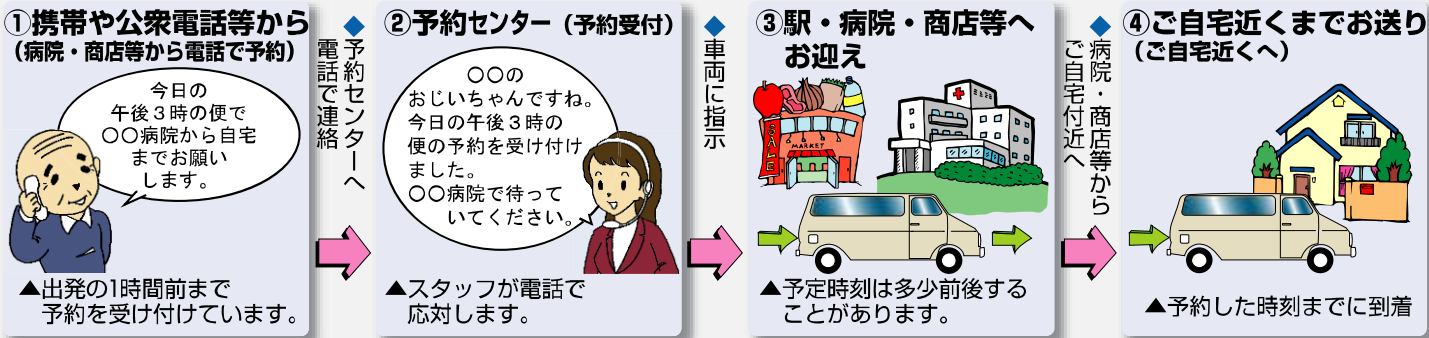 ①携帯や公衆電話等から
（病院・商店等から電話で予約）
今日の
午後３時の便で
〇〇病院から自宅
までお願い
します。
▲出発の1時間前まで
予約を受け付けています。
◆予約センターへ
電話で連絡
②予約センター（予約受付）
〇〇の
おじいちゃんですね。
今日の午後３時の
便の予約を受け付け
ました。
〇〇病院で待って
いてください。
▲スタッフが電話で
応対します。
◆車両に指示
③駅・病院・商店等へ
お迎え
SALE
MARKET
▲予定時刻は多少前後する
ことがあります。
◆病院・商店等から
ご自宅付近へ
④ご自宅近くまでお送り
（ご自宅近くへ）
▲予約した時刻までに到着